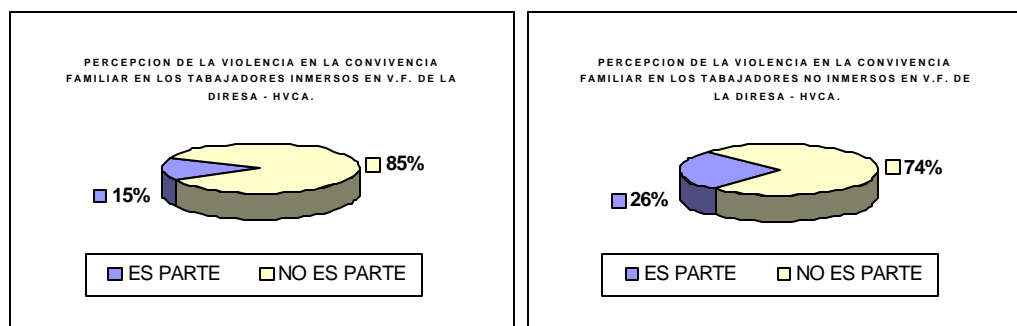 PERCEPCION DE LA VIOLENCIA EN LA CONVIVENCIA
FAMILIAR EN LOS TABAJADORES INMERSOS EN V.F. DE LA
DIRESA - HVCA.
85%
15%
ES PARTE NO ES PARTE
PERCEPCION DE LA VIOLENCIA EN LA CONVIVENCIA
FAMILIAR EN LOS TABAJADORES NO INMERSOS EN V.F. DE
LA DIRESA - HVCA.
74%
26%
ES PARTE NO ES PARTE